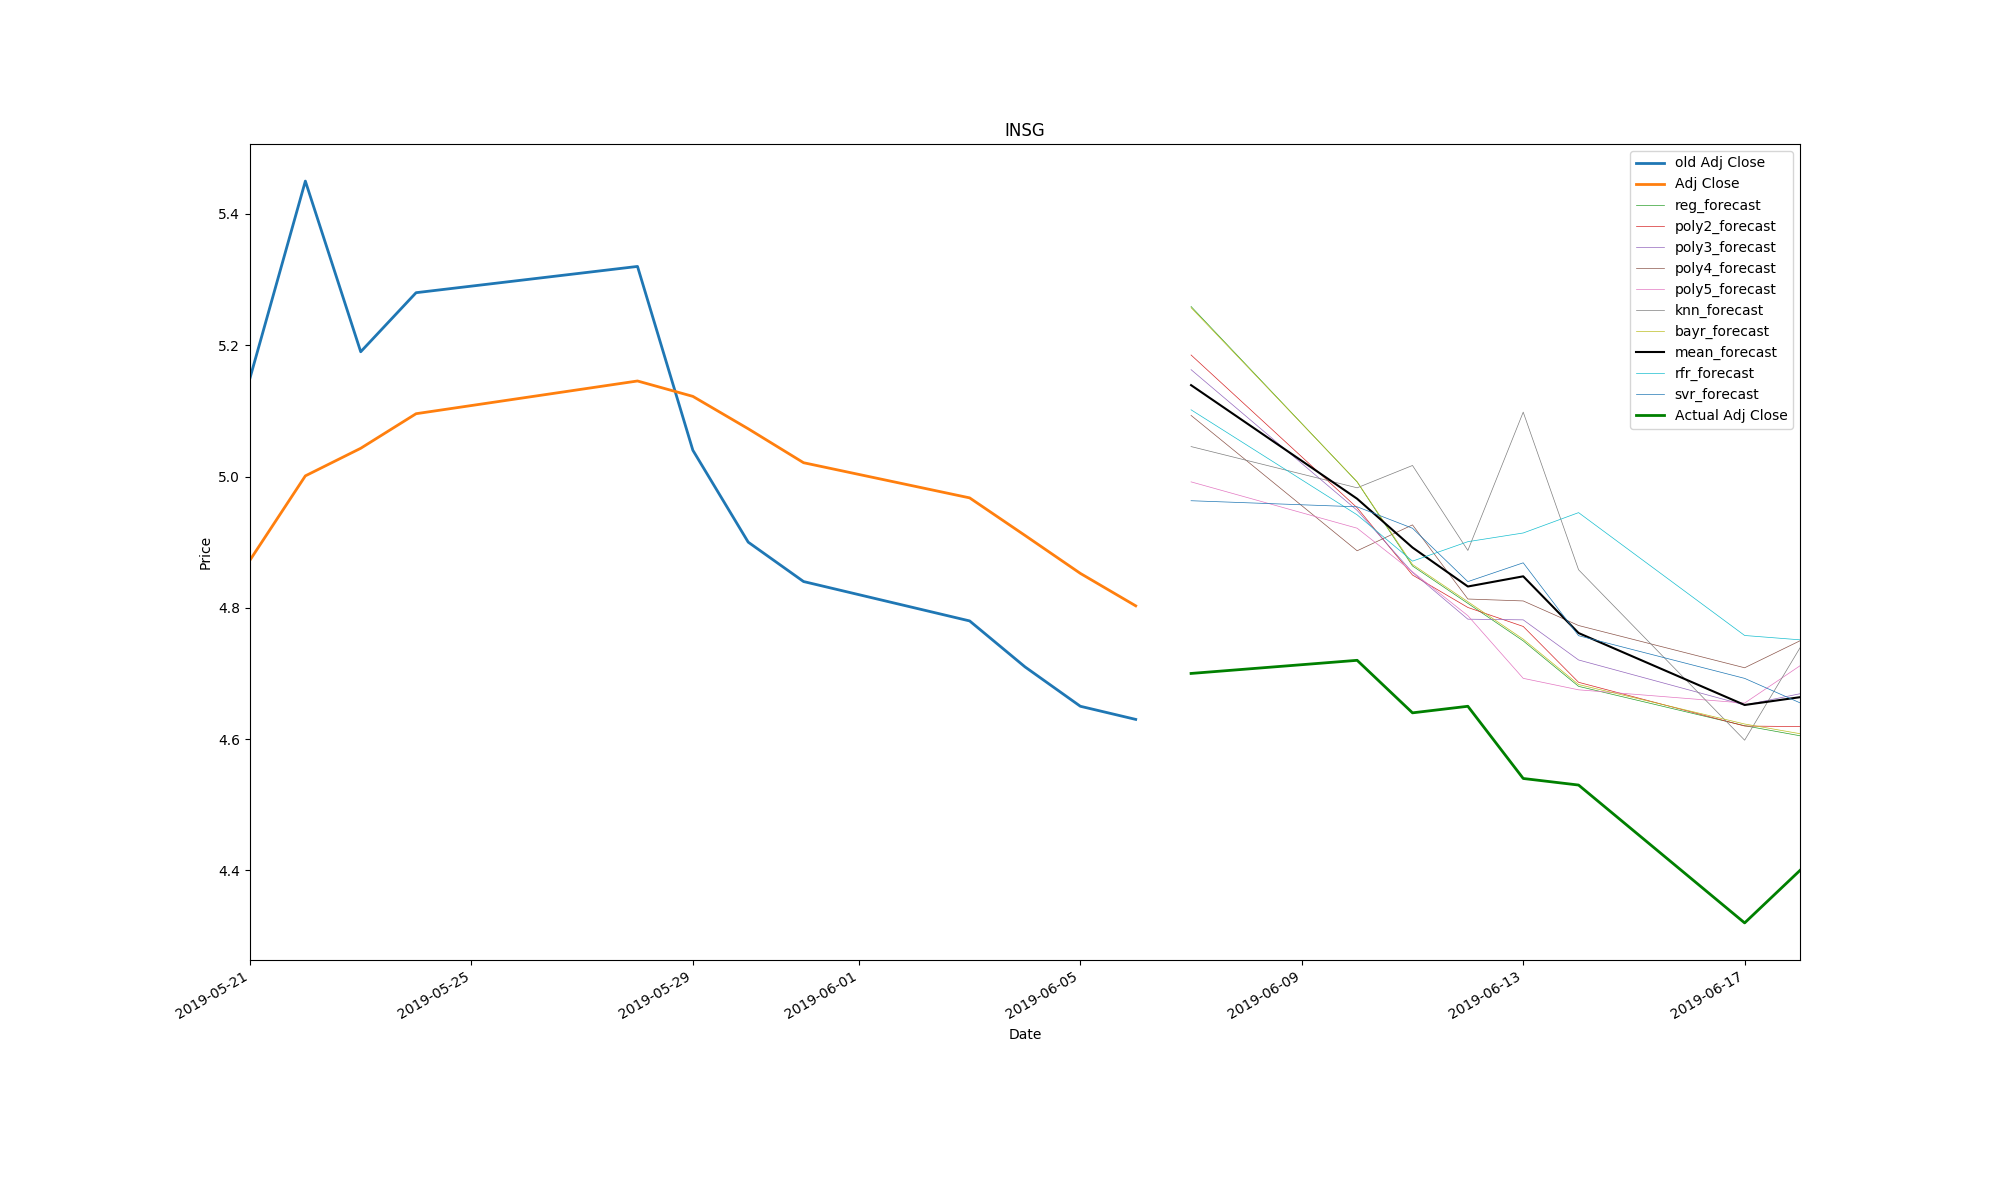 INSG
old Adj Close
Adj Close
reg_forecast
poly2_forecast
poly3_forecast
poly4_forecast
poly5_forecast
knn_forecast
bayr_forecast
mean_forecast
rfr_forecast
svr_forecast
Actual Adj Close
5.4
5.2
5.0
4.8
4.6
4.4
Price
2019-05-21
2019-05-25
2019-05-29
2019-06-01
2019-06-05
2019-06-09
2019-06-13
2019-06-17
Date